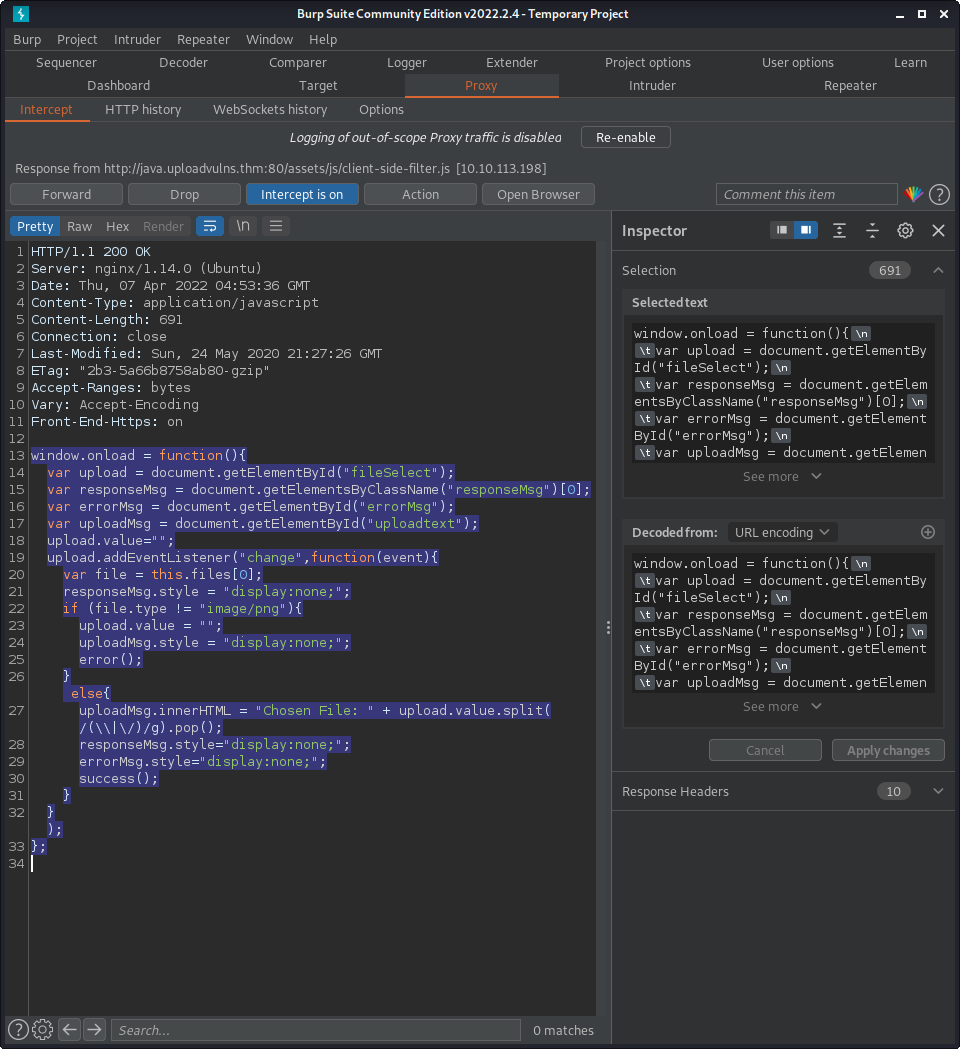 Burp Suite Community Edition v2022.2.4 - Temporary Project
Burp Project Intruder Repeater Window Help
Sequencer Decoder Comparer Logger Extender Project options User options Learn
Dashboard Target Proxy Intruder Repeater
Intercept HTTP history WebSockets history Options
Logging of out-of-scope Proxy traffic is disabled Re-enable
Response from http://java.uploadvulns.thm:80/assets/js/client-side-filter.js [10.10.113.198]
Forward Drop Intercept is on Action Open Browser Comment this item ?
Pretty Raw Hex Render \n
1 HTTP/1.1 200 OK
2 Server: nginx/1.14.0 (Ubuntu)
3 Date: Thu, 07 Apr 2022 04:53:36 GMT
4 Content-Type: application/javascript
5 Content-Length: 691
6 Connection: close
7 Last-Modified: Sun, 24 May 2020 21:27:26 GMT
8 ETag: "2b3-5a66b8758ab80-gzip"
9 Accept-Ranges: bytes
10 Vary: Accept-Encoding
11 Front-End-Https: on
12
13 window.onload = function(){
14 var upload = document.getElementById("fileSelect");
15 var responseMsg = document.getElementsByClassName("responseMsg")[0];
16 var errorMsg = document.getElementById("errorMsg");
17 var uploadMsg = document.getElementById("uploadtext");
18 upload.value="";
19 upload.addEventListener("change",function(event){
20 var file = this.files[0];
21 responseMsg.style = "display:none;";
22 if (file.type != "image/png"){
23 upload.value = "";
24 uploadMsg.style = "display:none;";
25 error();
26 }
else{
27 uploadMsg.innerHTML = "Chosen File: " + upload.value.split(
/(\\|\/)/g).pop();
28 responseMsg.style="display:none;";
29 errorMsg.style="display:none;";
30 success();
31 }
32 }
);
33 };
34
? Search... 0 matches
Inspector
Selection 691
Selected text
window.onload = function(){ \n
\t var upload = document.getElementBy
Id("fileSelect"); \n
\t var responseMsg = document.getElem
entsByClassName("responseMsg")[0]; \n
\t var errorMsg = document.getElement
ById("errorMsg"); \n
\t var uploadMsg = document.getElemen
See more
Decoded from: URL encoding
window.onload = function(){ \n
\t var upload = document.getElementBy
Id("fileSelect"); \n
\t var responseMsg = document.getElem
entsByClassName("responseMsg")[0]; \n
\t var errorMsg = document.getElement
ById("errorMsg"); \n
\t var uploadMsg = document.getElemen
See more
Cancel Apply changes
Response Headers 10